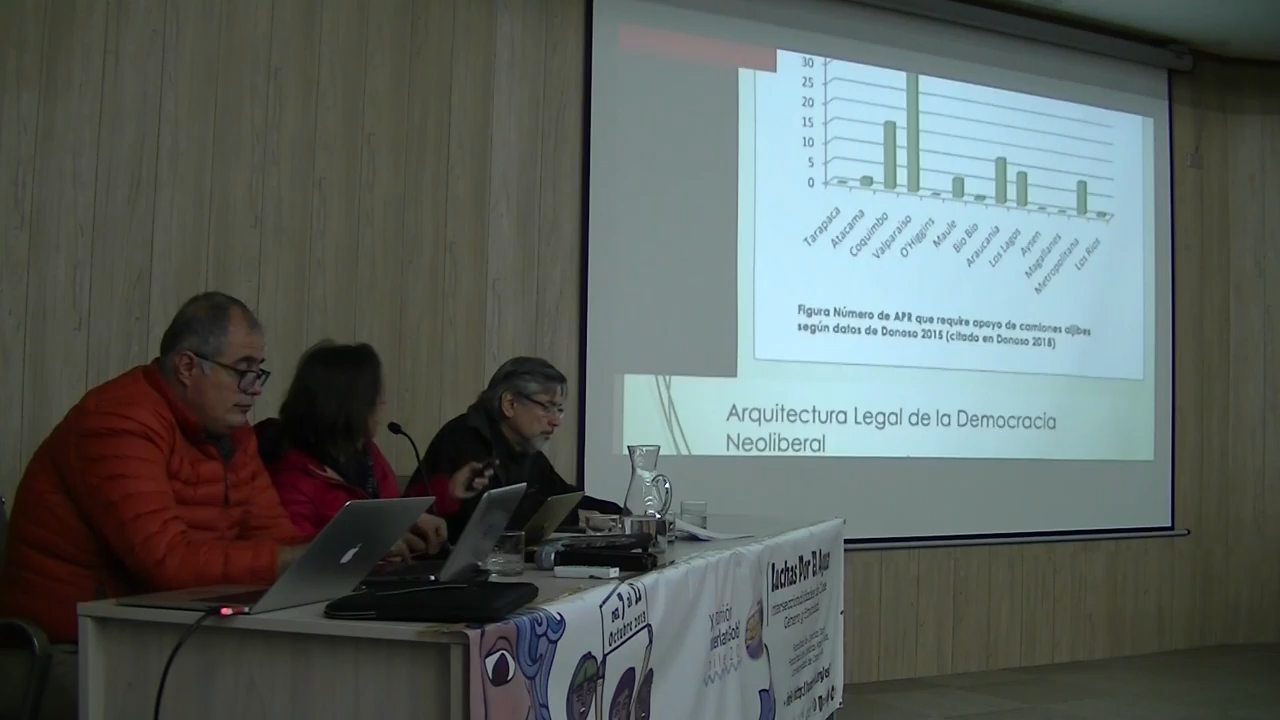 30
25
20
15
10
5
0
Tarapaca
Atacama
Coquimbo
Valparaiso
O'Higgins
Maule
Bio Bio
Araucania
Los Lagos
Aysen
Magallanes
Metropolitana
Los Rios
Figura Número de APR que require apoyo de camiones aljibes
según datos de Donoso 2015 (citada en Donoso 2018)
Arquitectura Legal de la Democracia
Neoliberal
luchas Por El Agua
Género y
Octubre